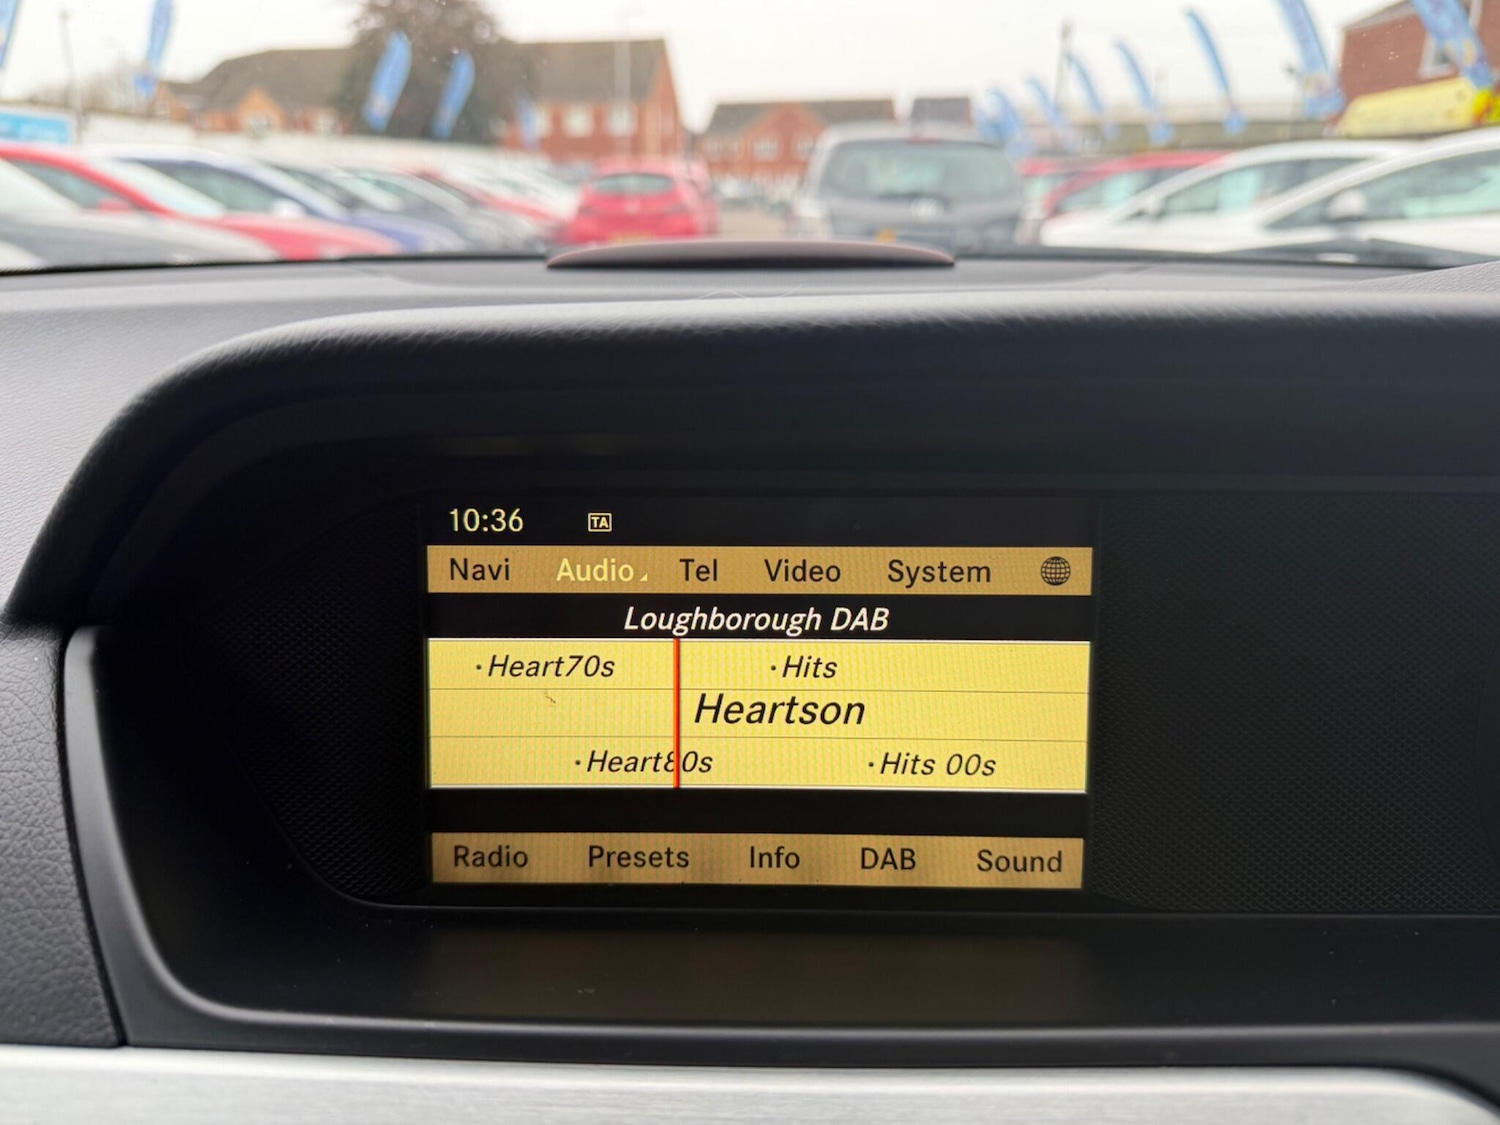 10:36 TA
Navi Audio Tel Video System
Loughborough DAB
·Heart70s ·Hits
Heartson
·Heart80s ·Hits 00s
Radio Presets Info DAB Sound